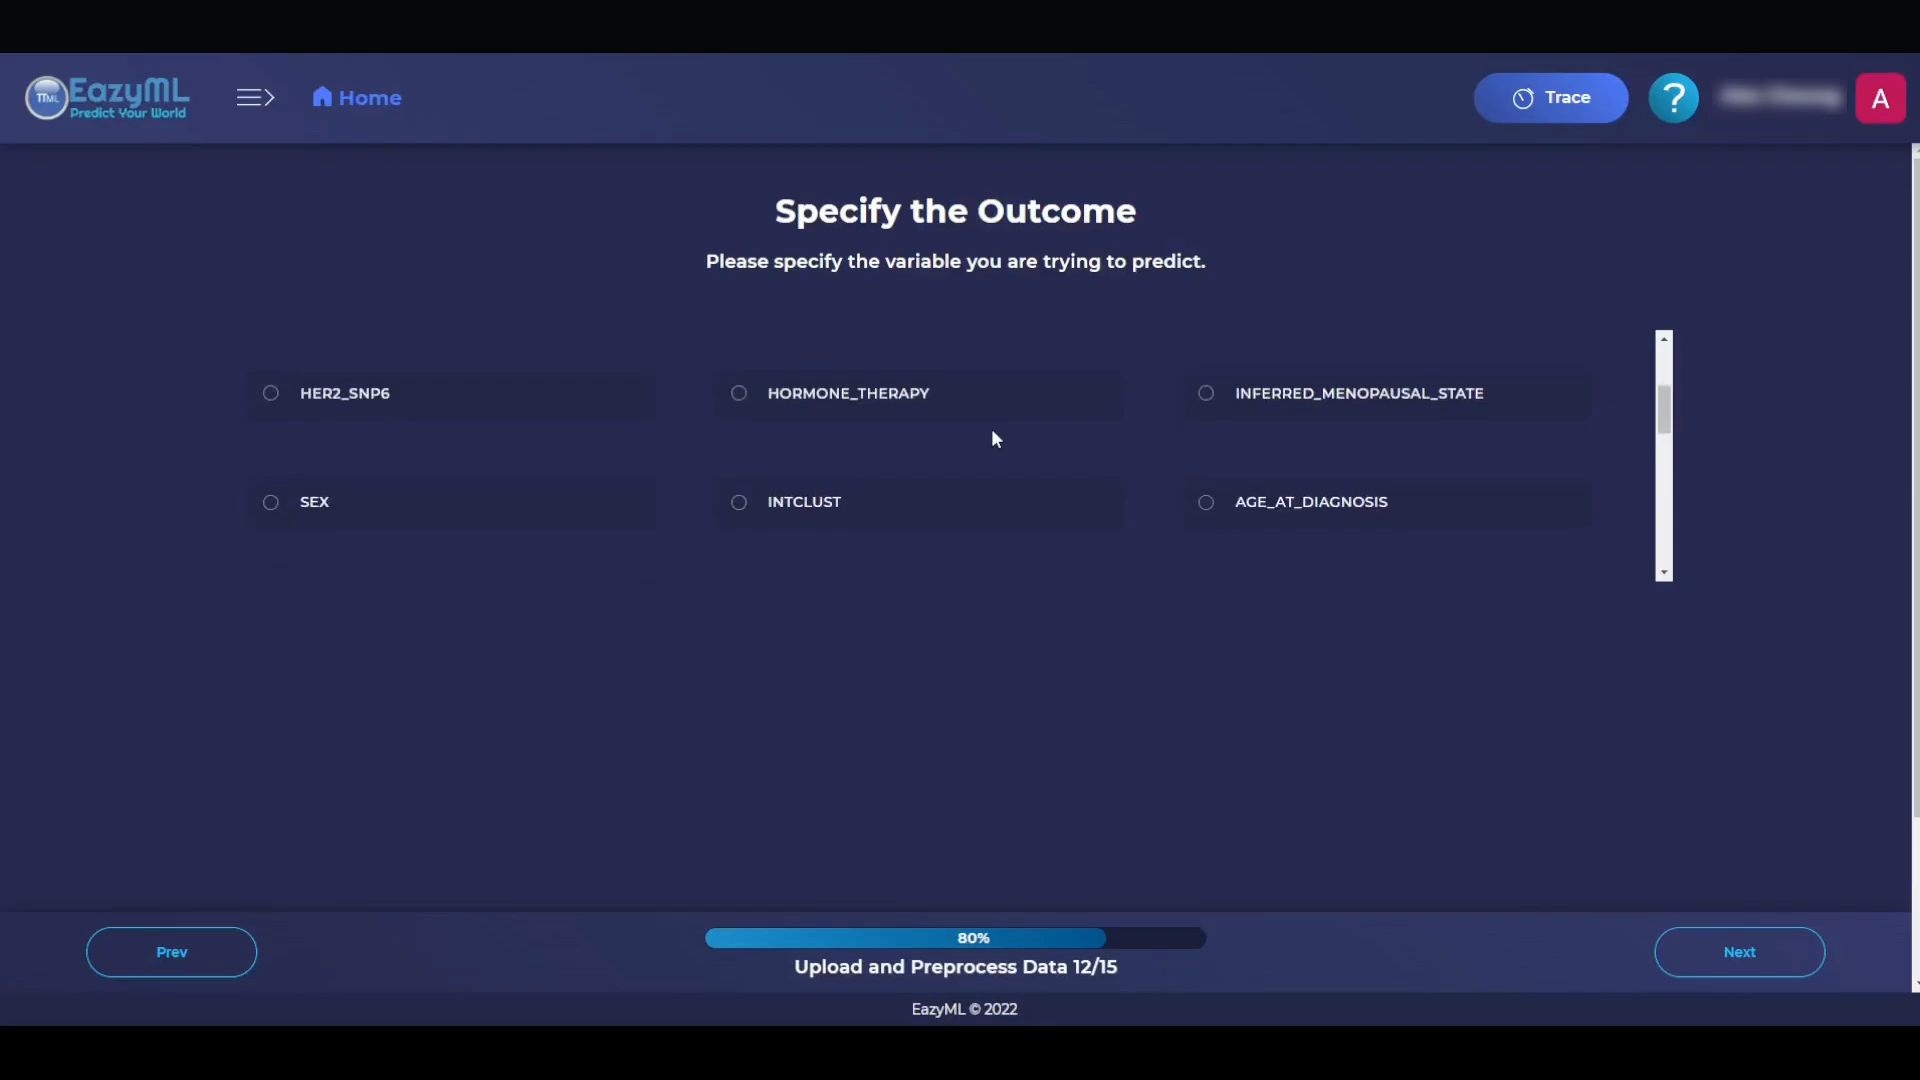 TTML EazyML
Predict Your World
Home
Trace
?
A
Specify the Outcome
Please specify the variable you are trying to predict.
HER2_SNP6
HORMONE_THERAPY
INFERRED_MENOPAUSAL_STATE
SEX
INTCLUST
AGE_AT_DIAGNOSIS
Prev
80%
Upload and Preprocess Data 12/15
Next
EazyML © 2022